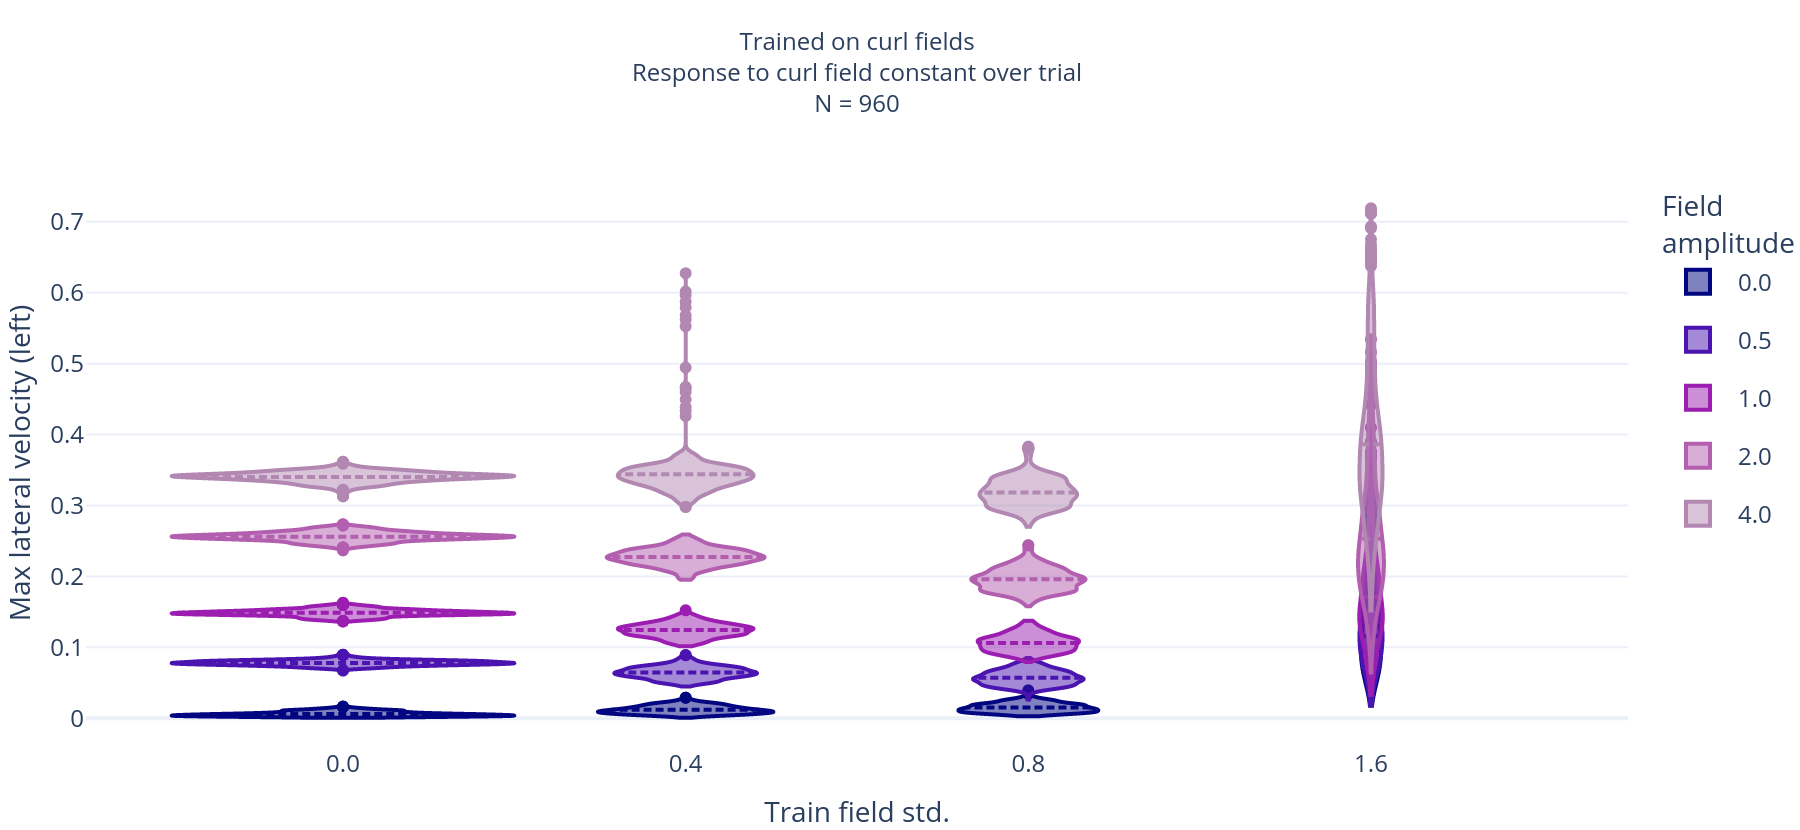 Trained on curl fields
Response to curl field constant over trial
N = 960
Max lateral velocity (left)
0.7
0.6
0.5
0.4
0.3
0.2
0.1
0
0.0
0.4
0.8
1.6
Train field std.
Field
amplitude
0.0
0.5
1.0
2.0
4.0